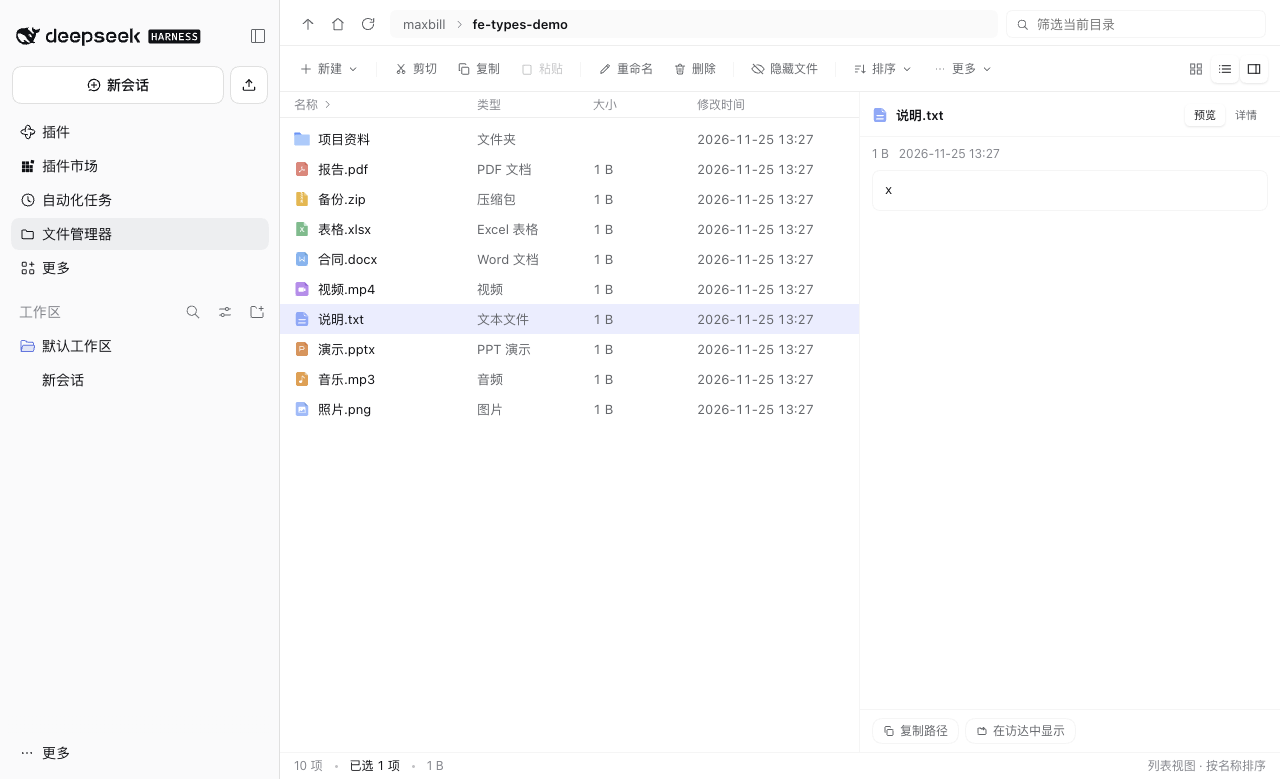 deepseek HARNESS
新会话
插件
插件市场
自动化任务
文件管理器
更多
工作区
默认工作区
新会话
更多
maxbill fe-types-demo
筛选当前目录
新建 剪切 复制 粘贴 重命名 删除 隐藏文件 排序 更多
名称 类型 大小 修改时间
项目资料 文件夹 2026-11-25 13:27
报告.pdf PDF 文档 1 B 2026-11-25 13:27
备份.zip 压缩包 1 B 2026-11-25 13:27
表格.xlsx Excel 表格 1 B 2026-11-25 13:27
合同.docx Word 文档 1 B 2026-11-25 13:27
视频.mp4 视频 1 B 2026-11-25 13:27
说明.txt 文本文件 1 B 2026-11-25 13:27
演示.pptx PPT 演示 1 B 2026-11-25 13:27
音乐.mp3 音频 1 B 2026-11-25 13:27
照片.png 图片 1 B 2026-11-25 13:27
说明.txt 预览 详情
1 B 2026-11-25 13:27
x
复制路径 在访达中显示
10 项 • 已选 1 项 • 1 B
列表视图 · 按名称排序